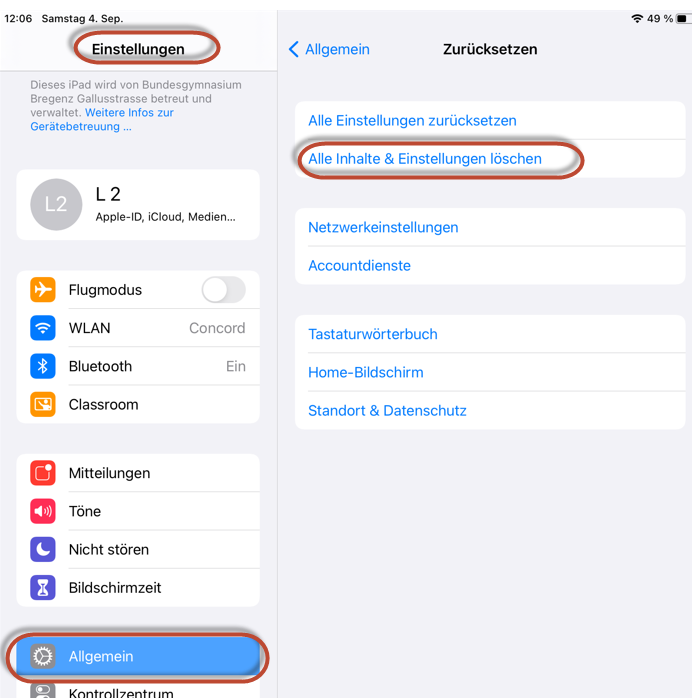 12:06 Samstag 4. Sep.
49 %
Einstellungen
Dieses iPad wird von Bundesgymnasium
Bregenz Gallusstrasse betreut und
verwaltet. Weitere Infos zur
Gerätebetreuung ...
L2
L 2
Apple-ID, iCloud, Medien...
Flugmodus
WLAN Concord
Bluetooth Ein
Classroom
Mitteilungen
Töne
Nicht stören
Bildschirmzeit
Allgemein
Kontrollzentrum
Allgemein
Zurücksetzen
Alle Einstellungen zurücksetzen
Alle Inhalte & Einstellungen löschen
Netzwerkeinstellungen
Accountdienste
Tastaturwörterbuch
Home-Bildschirm
Standort & Datenschutz